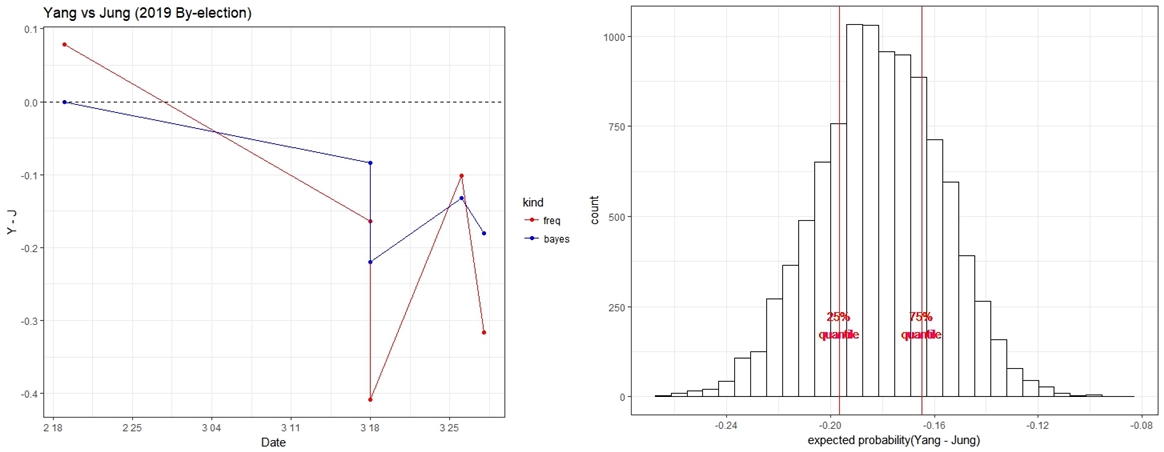 Yang vs Jung (2019 By-election)
0.1
0.0
-0.1
-0.2
-0.3
-0.4
Y - J
2 18
2 25
3 04
3 11
3 18
3 25
Date
kind
freq
bayes
1000
750
500
250
0
count
25%
quantile
75%
quantile
-0.24
-0.20
-0.16
-0.12
-0.08
expected probability(Yang - Jung)